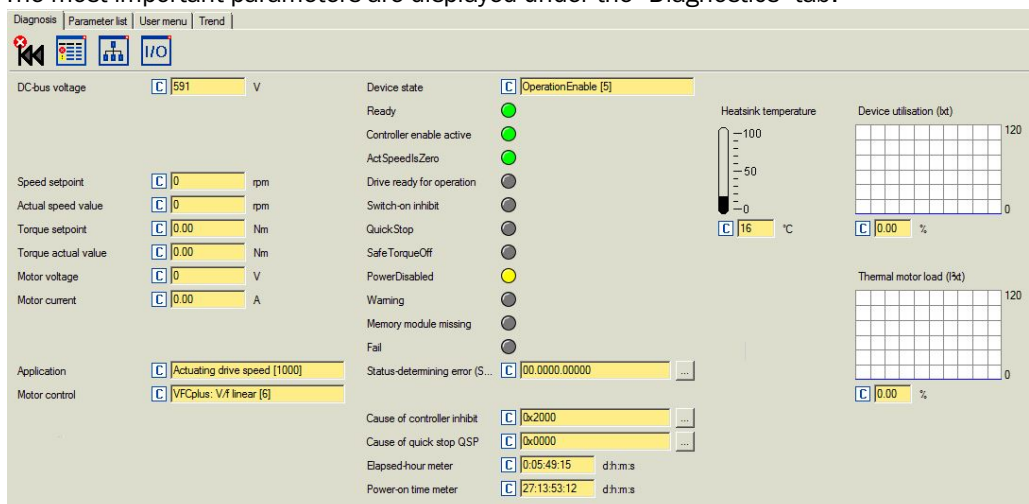 The most important parameters are displayed under the "Diagnostics" tab.
Diagnosis Parameter list User menu Trend
I/O
DC-bus voltage C 591 V Device state C OperationEnable [5]
Ready Heatsink temperature Device utilisation (Ixt)
Controller enable active 100 120
ActSpeedIsZero
Speed setpoint C 0 rpm Drive ready for operation 50
Actual speed value C 0 rpm Switch-on inhibit 0 0
Torque setpoint C 0.00 Nm QuickStop C 16 °C C 0.00 %
Torque actual value C 0.00 Nm SafeTorqueOff
Motor voltage C 0 V PowerDisabled Thermal motor load (I²xt)
Motor current C 0.00 A Warning 120
Memory module missing
Fail
Application C Actuating drive speed [1000] Status-determining error (S... C 00.0000.00000 ... 0
Motor control C VFCplus: V/f linear [6] C 0.00 %
Cause of controller inhibit C 0x2000 ...
Cause of quick stop QSP C 0x0000 ...
Elapsed-hour meter C 0:05:49:15 d:h:m:s
Power-on time meter C 27:13:53:12 d:h:m:s